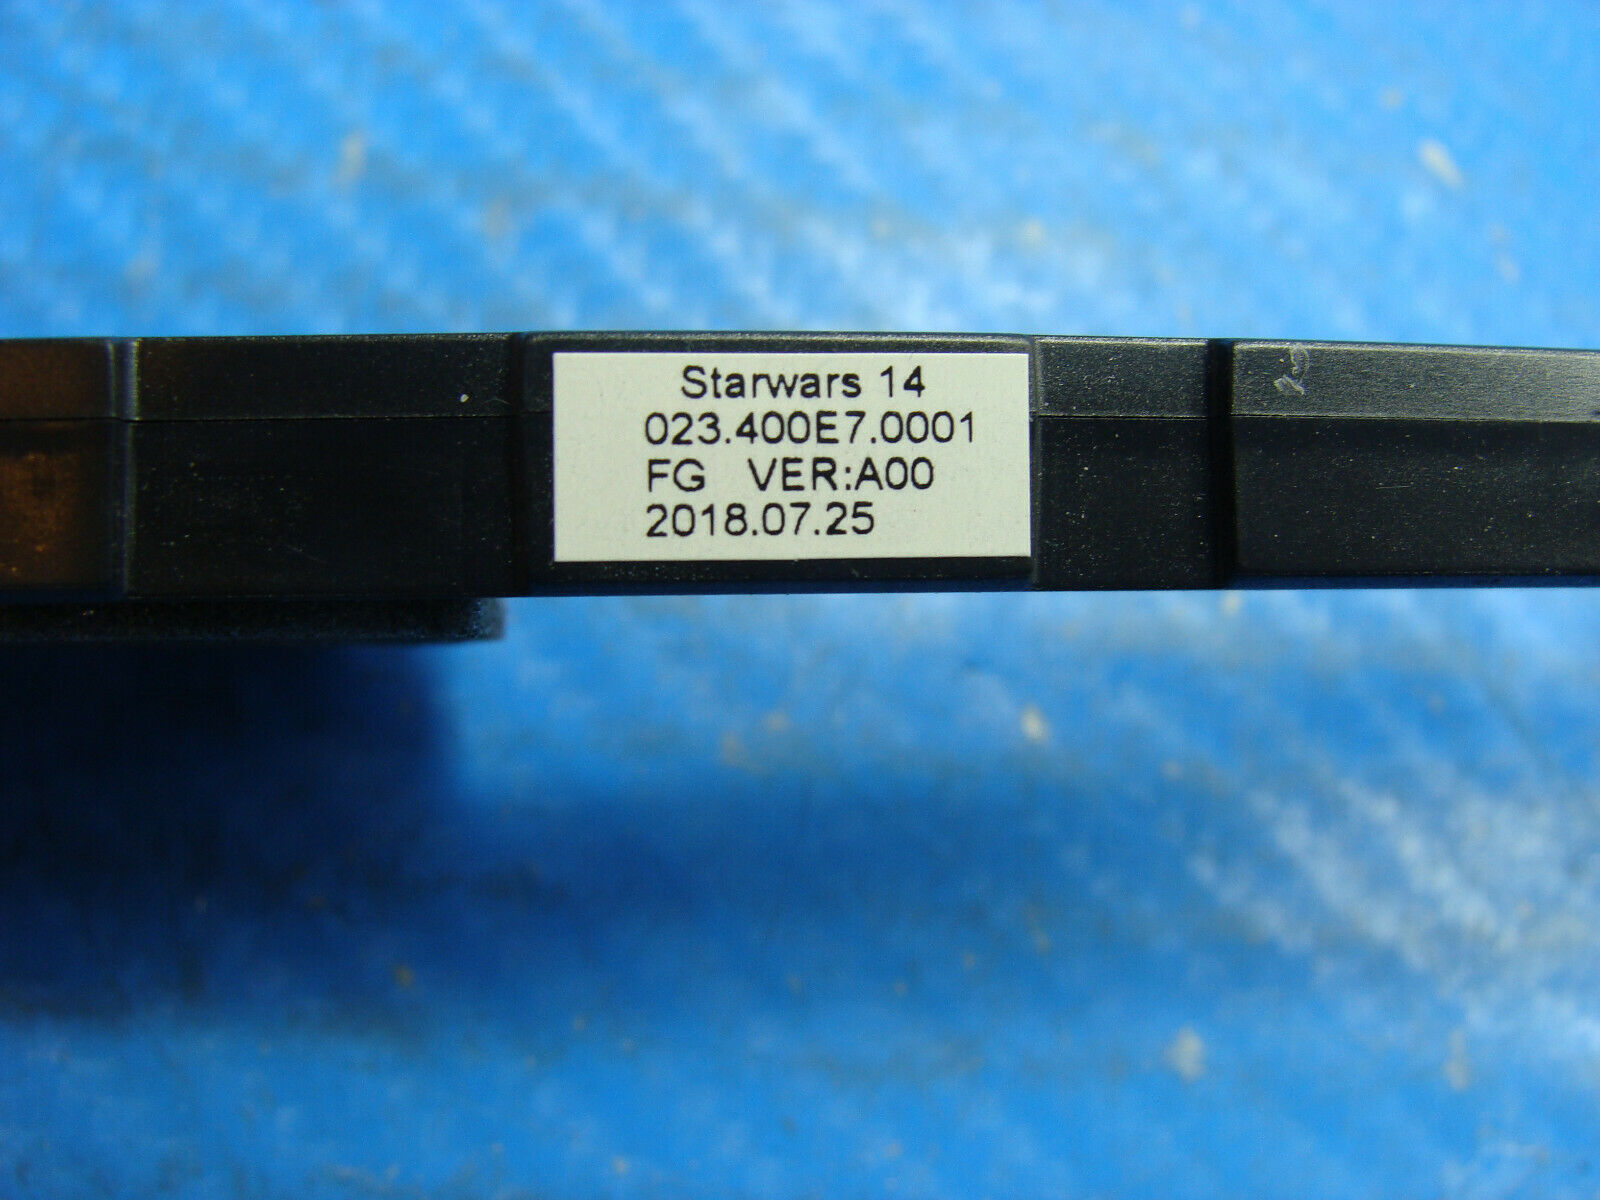 Starwars 14
023.400E7.0001
FG VER:A00
2018.07.25